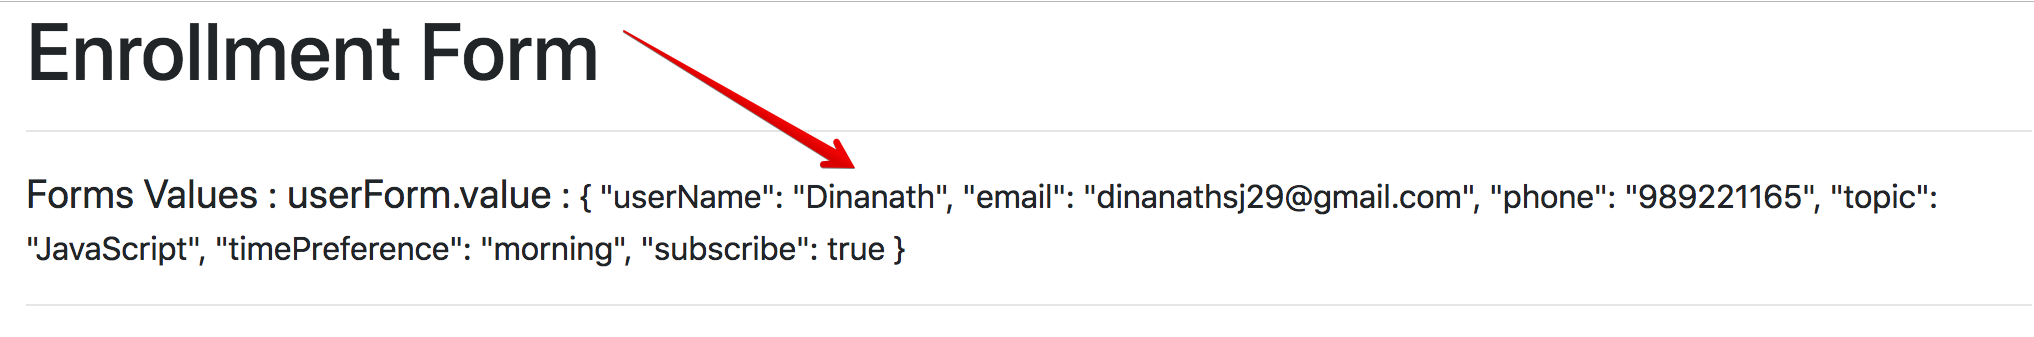 Enrollment Form
Forms Values : userForm.value : { "userName": "Dinanath", "email": "dinanathsj29@gmail.com", "phone": "989221165", "topic":
"JavaScript", "timePreference": "morning", "subscribe": true }